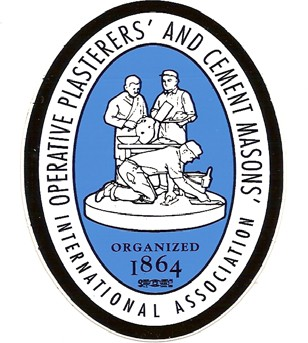 OPERATIVE PLASTERERS' AND CEMENT MASONS'
INTERNATIONAL ASSOCIATION
ORGANIZED
1864